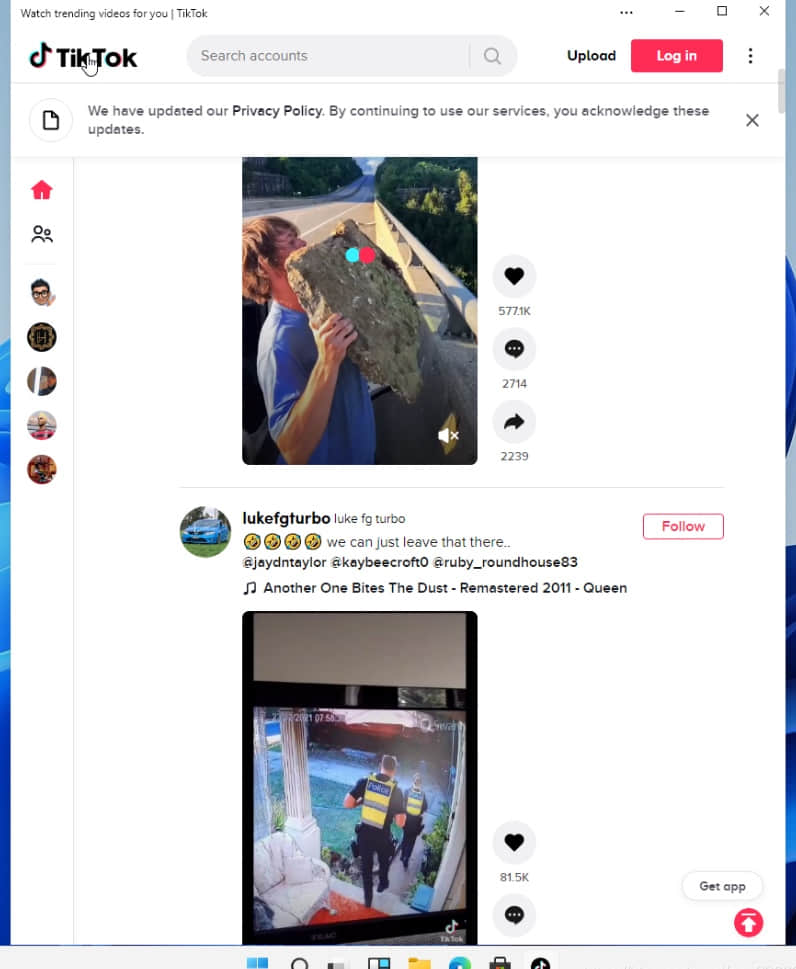 Watch trending videos for you | TikTok
TikTok
Search accounts
Upload
Log in
We have updated our Privacy Policy. By continuing to use our services, you acknowledge these
updates.
577.1K
2714
2239
lukefgturbo luke fg turbo
Follow
🤣🤣🤣🤣 we can just leave that there..
@jaydntaylor @kaybeecroft0 @ruby_roundhouse83
Another One Bites The Dust - Remastered 2011 - Queen
Police
81.5K
Get app
TikTok